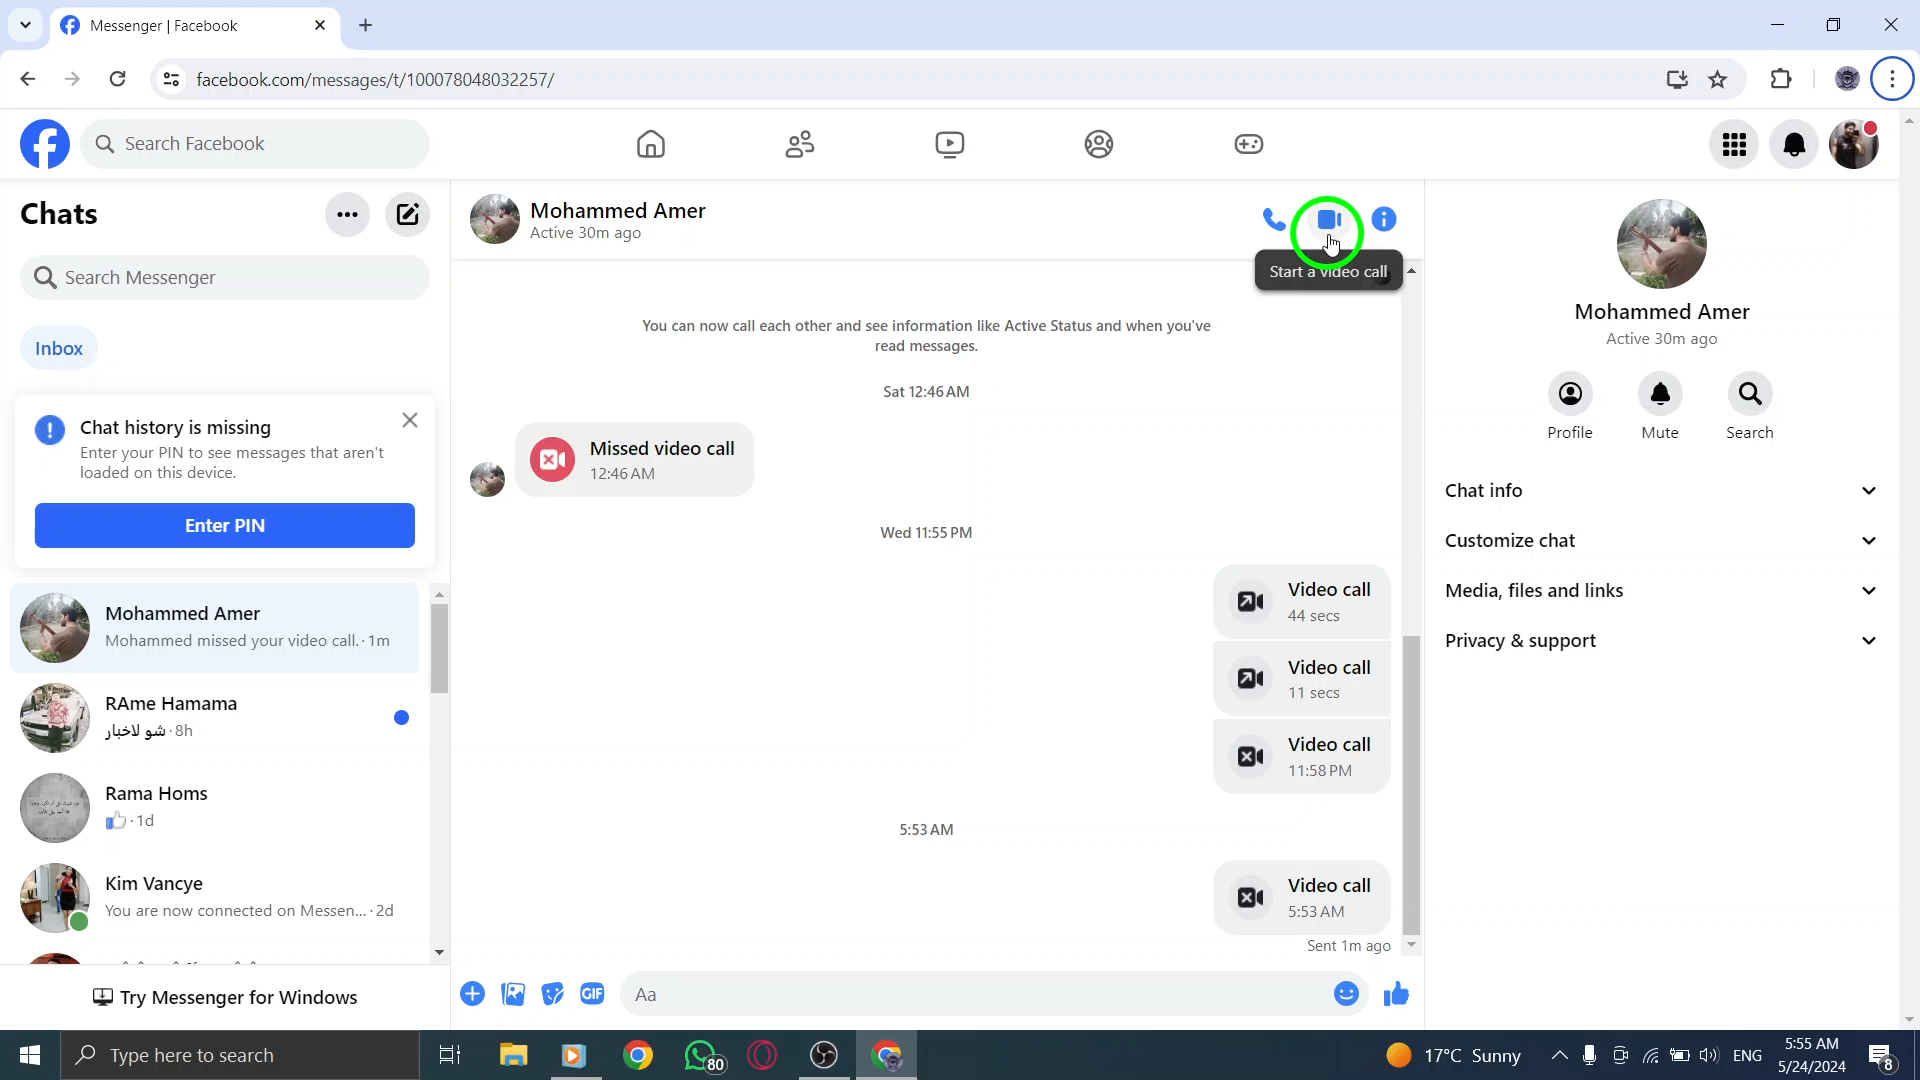 Messenger | Facebook
facebook.com/messages/t/100078048032257/
Search Facebook
Chats
Search Messenger
Inbox
Chat history is missing
Enter your PIN to see messages that aren't
loaded on this device.
Enter PIN
Mohammed Amer
Mohammed missed your video call. · 1m
RAme Hamama
شو لاخبار · 8h
Rama Homs
· 1d
Kim Vancye
You are now connected on Messen... · 2d
Try Messenger for Windows
Mohammed Amer
Active 30m ago
Start a video call
You can now call each other and see information like Active Status and when you've
read messages.
Sat 12:46 AM
Missed video call
12:46 AM
Wed 11:55 PM
Video call
44 secs
Video call
11 secs
Video call
11:58 PM
5:53 AM
Video call
5:53 AM
Sent 1m ago
GIF
Aa
Mohammed Amer
Active 30m ago
Profile
Mute
Search
Chat info
Customize chat
Media, files and links
Privacy & support
Type here to search
80
17°C Sunny
ENG
5:55 AM
5/24/2024
8